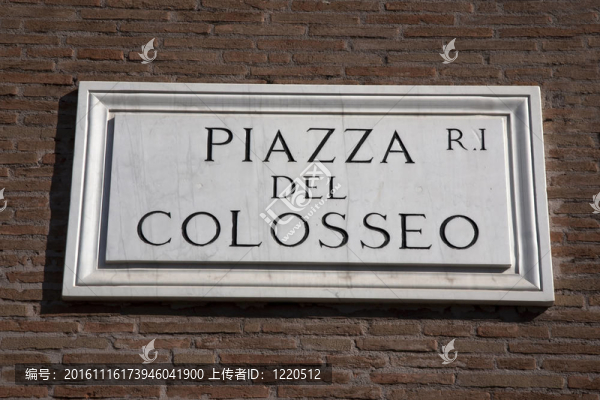 PIAZZA R.I
DEL
COLOSSEO
编号: 20161116173946041900 上传者ID: 1220512